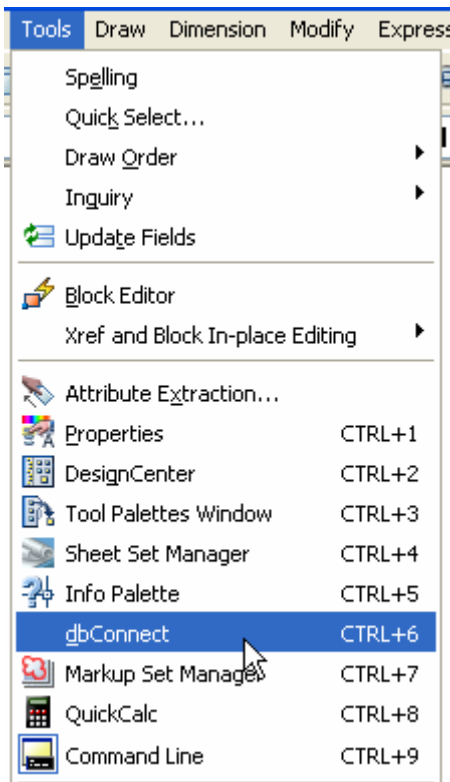 Tools Draw Dimension Modify Express
Spelling
Quick Select...
Draw Order
Inquiry
Update Fields
Block Editor
Xref and Block In-place Editing
Attribute Extraction...
Properties CTRL+1
DesignCenter CTRL+2
Tool Palettes Window CTRL+3
Sheet Set Manager CTRL+4
Info Palette CTRL+5
dbConnect CTRL+6
Markup Set Manager CTRL+7
QuickCalc CTRL+8
Command Line CTRL+9